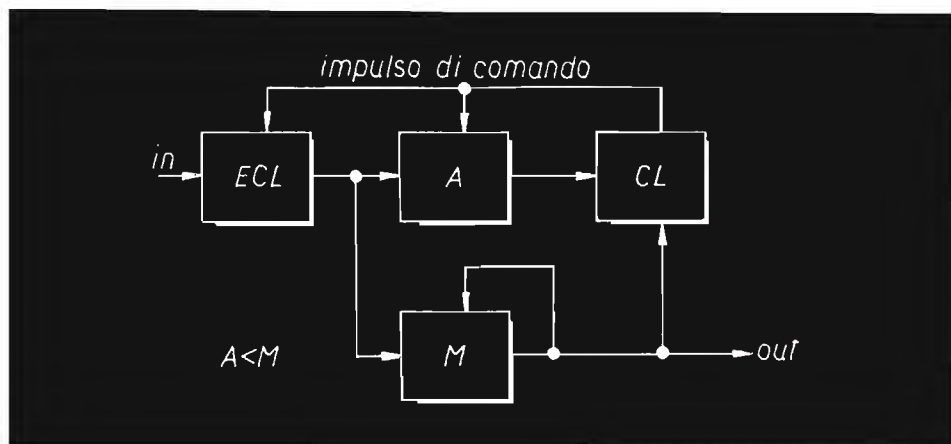 impulso di comando
in
ECL
A
CL
A<M
M
out